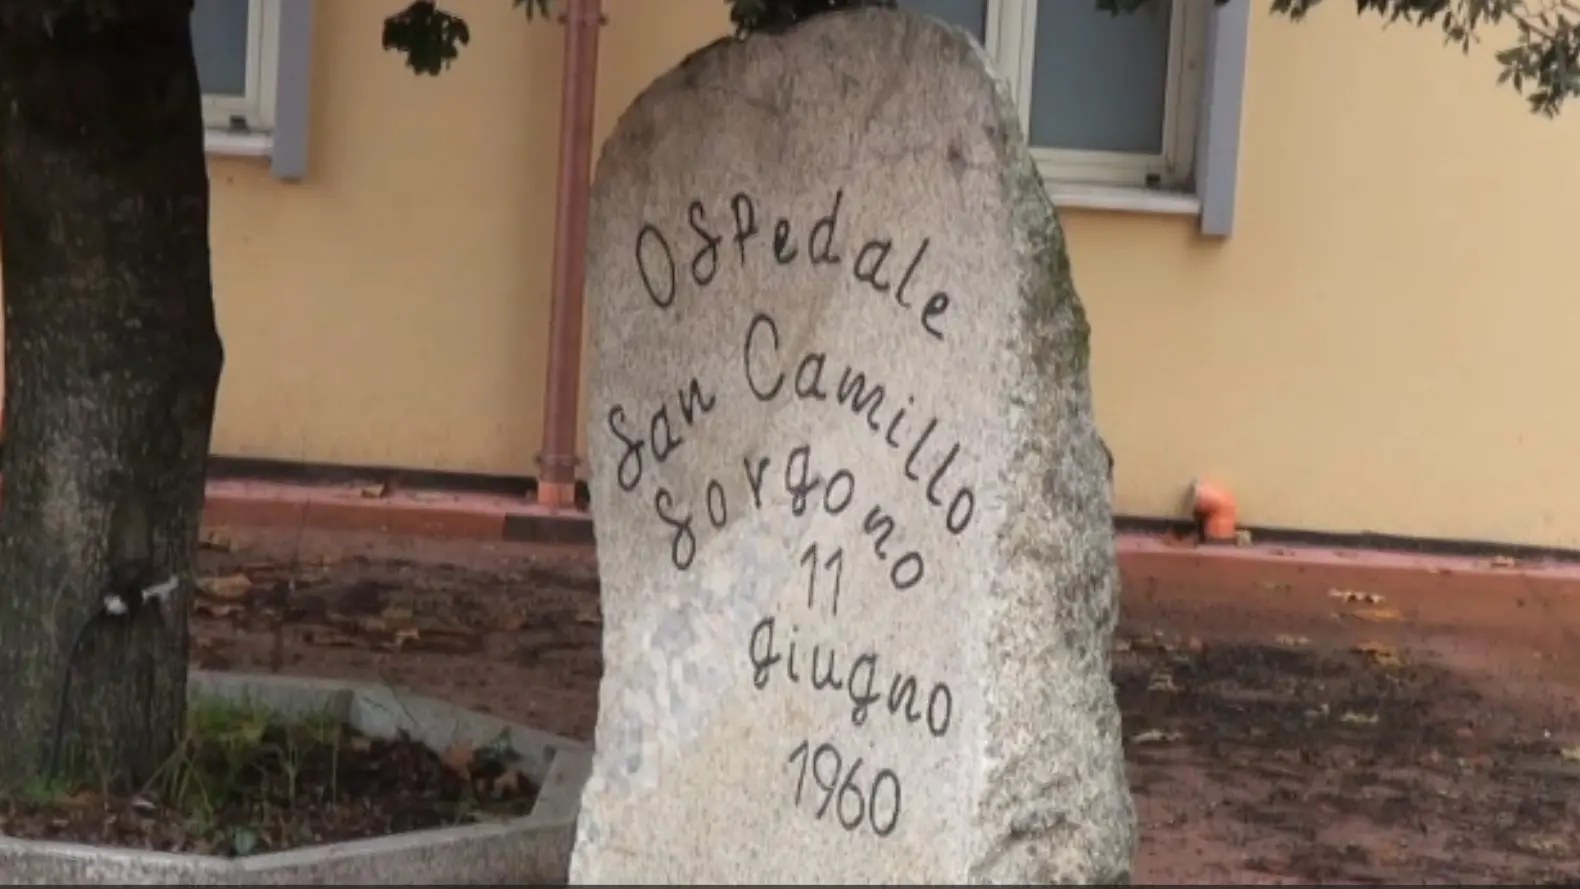 Ospedale
San Camillo
Sorgono
11
giugno
1960